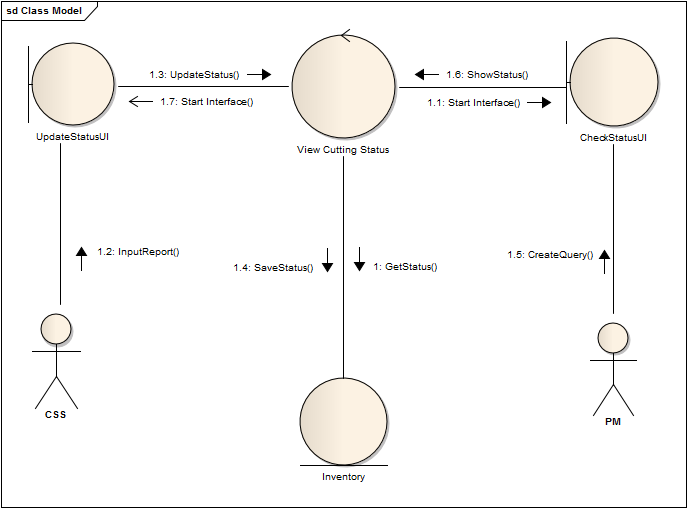 sd Class Model
1.3: UpdateStatus()
1.6: ShowStatus()
1.7: Start Interface()
1.1: Start Interface()
UpdateStatusUI
View Cutting Status
CheckStatusUI
1.2: InputReport()
1.5: CreateQuery()
1.4: SaveStatus()
1: GetStatus()
CSS
PM
Inventory